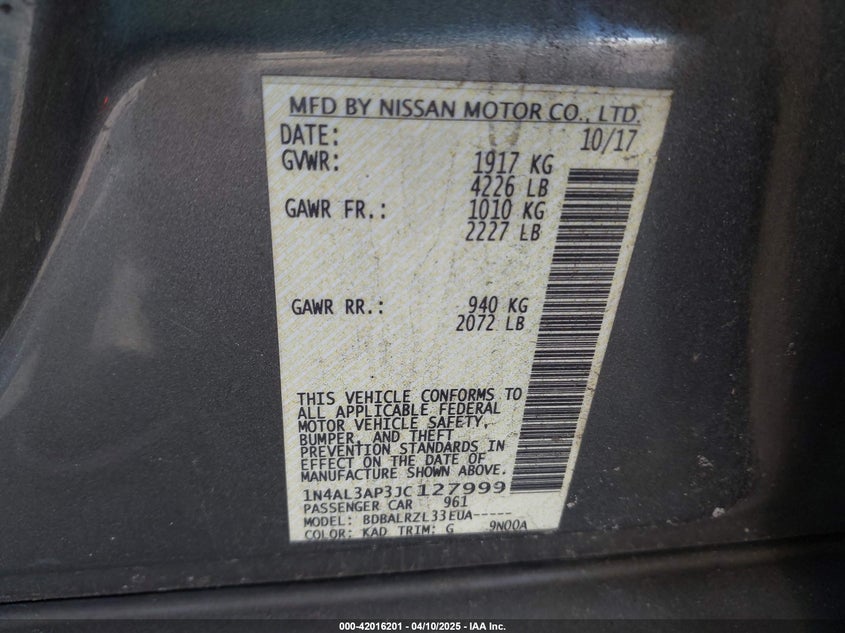 MFD BY NISSAN MOTOR CO., LTD.
DATE: 10/17
GVWR: 1917 KG
4226 LB
GAWR FR.: 1010 KG
2227 LB
GAWR RR.: 940 KG
2072 LB
THIS VEHICLE CONFORMS TO
ALL APPLICABLE FEDERAL
MOTOR VEHICLE SAFETY,
BUMPER, AND THEFT
PREVENTION STANDARDS IN
EFFECT ON THE DATE OF
MANUFACTURE SHOWN ABOVE.
1N4AL3AP3JC127999
PASSENGER CAR 961
MODEL: BDBALRZL33EUA-----
COLOR: KAD TRIM: G 9N00A
000-42016201 - 04/10/2025 - IAA Inc.